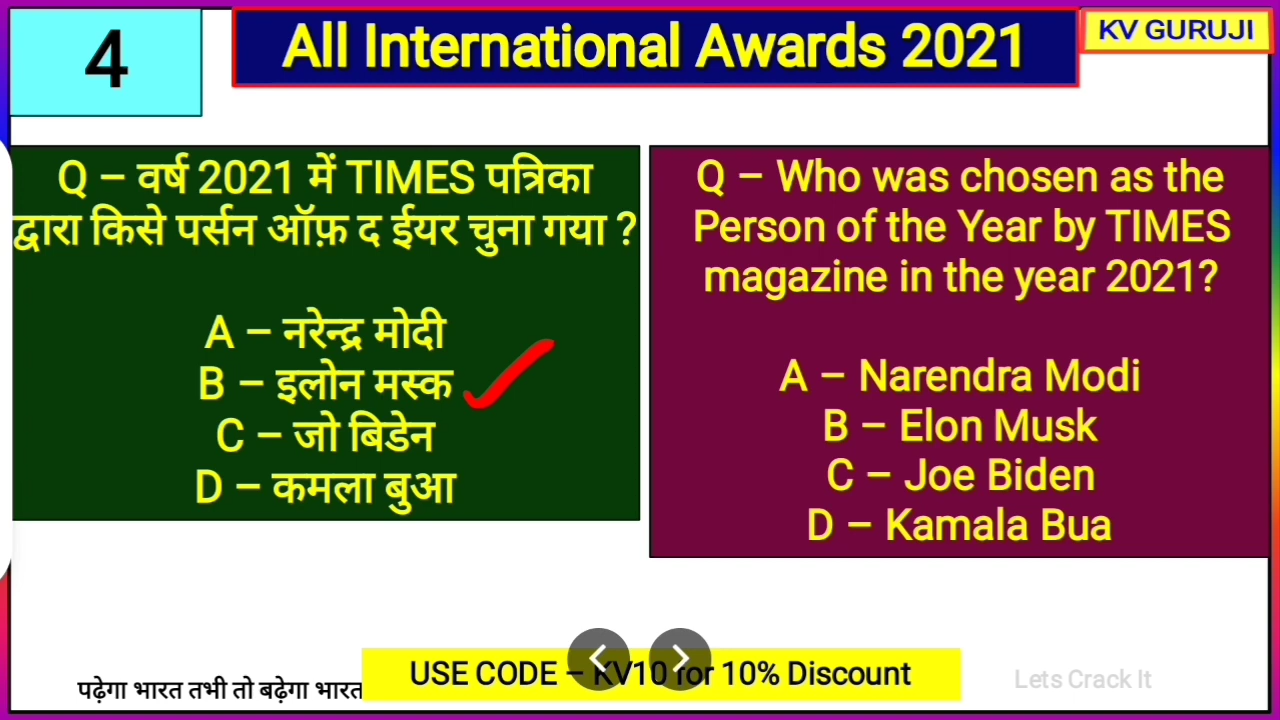 4
All International Awards 2021
KV GURUJI
Q – वर्ष 2021 में TIMES पत्रिका
द्वारा किसे पर्सन ऑफ़ द ईयर चुना गया ?
A – नरेन्द्र मोदी
B – इलोन मस्क
C – जो बिडेन
D – कमला बुआ
Q – Who was chosen as the
Person of the Year by TIMES
magazine in the year 2021?
A – Narendra Modi
B – Elon Musk
C – Joe Biden
D – Kamala Bua
पढ़ेगा भारत तभी तो बढ़ेगा भारत
USE CODE – KV10 for 10% Discount
Lets Crack It